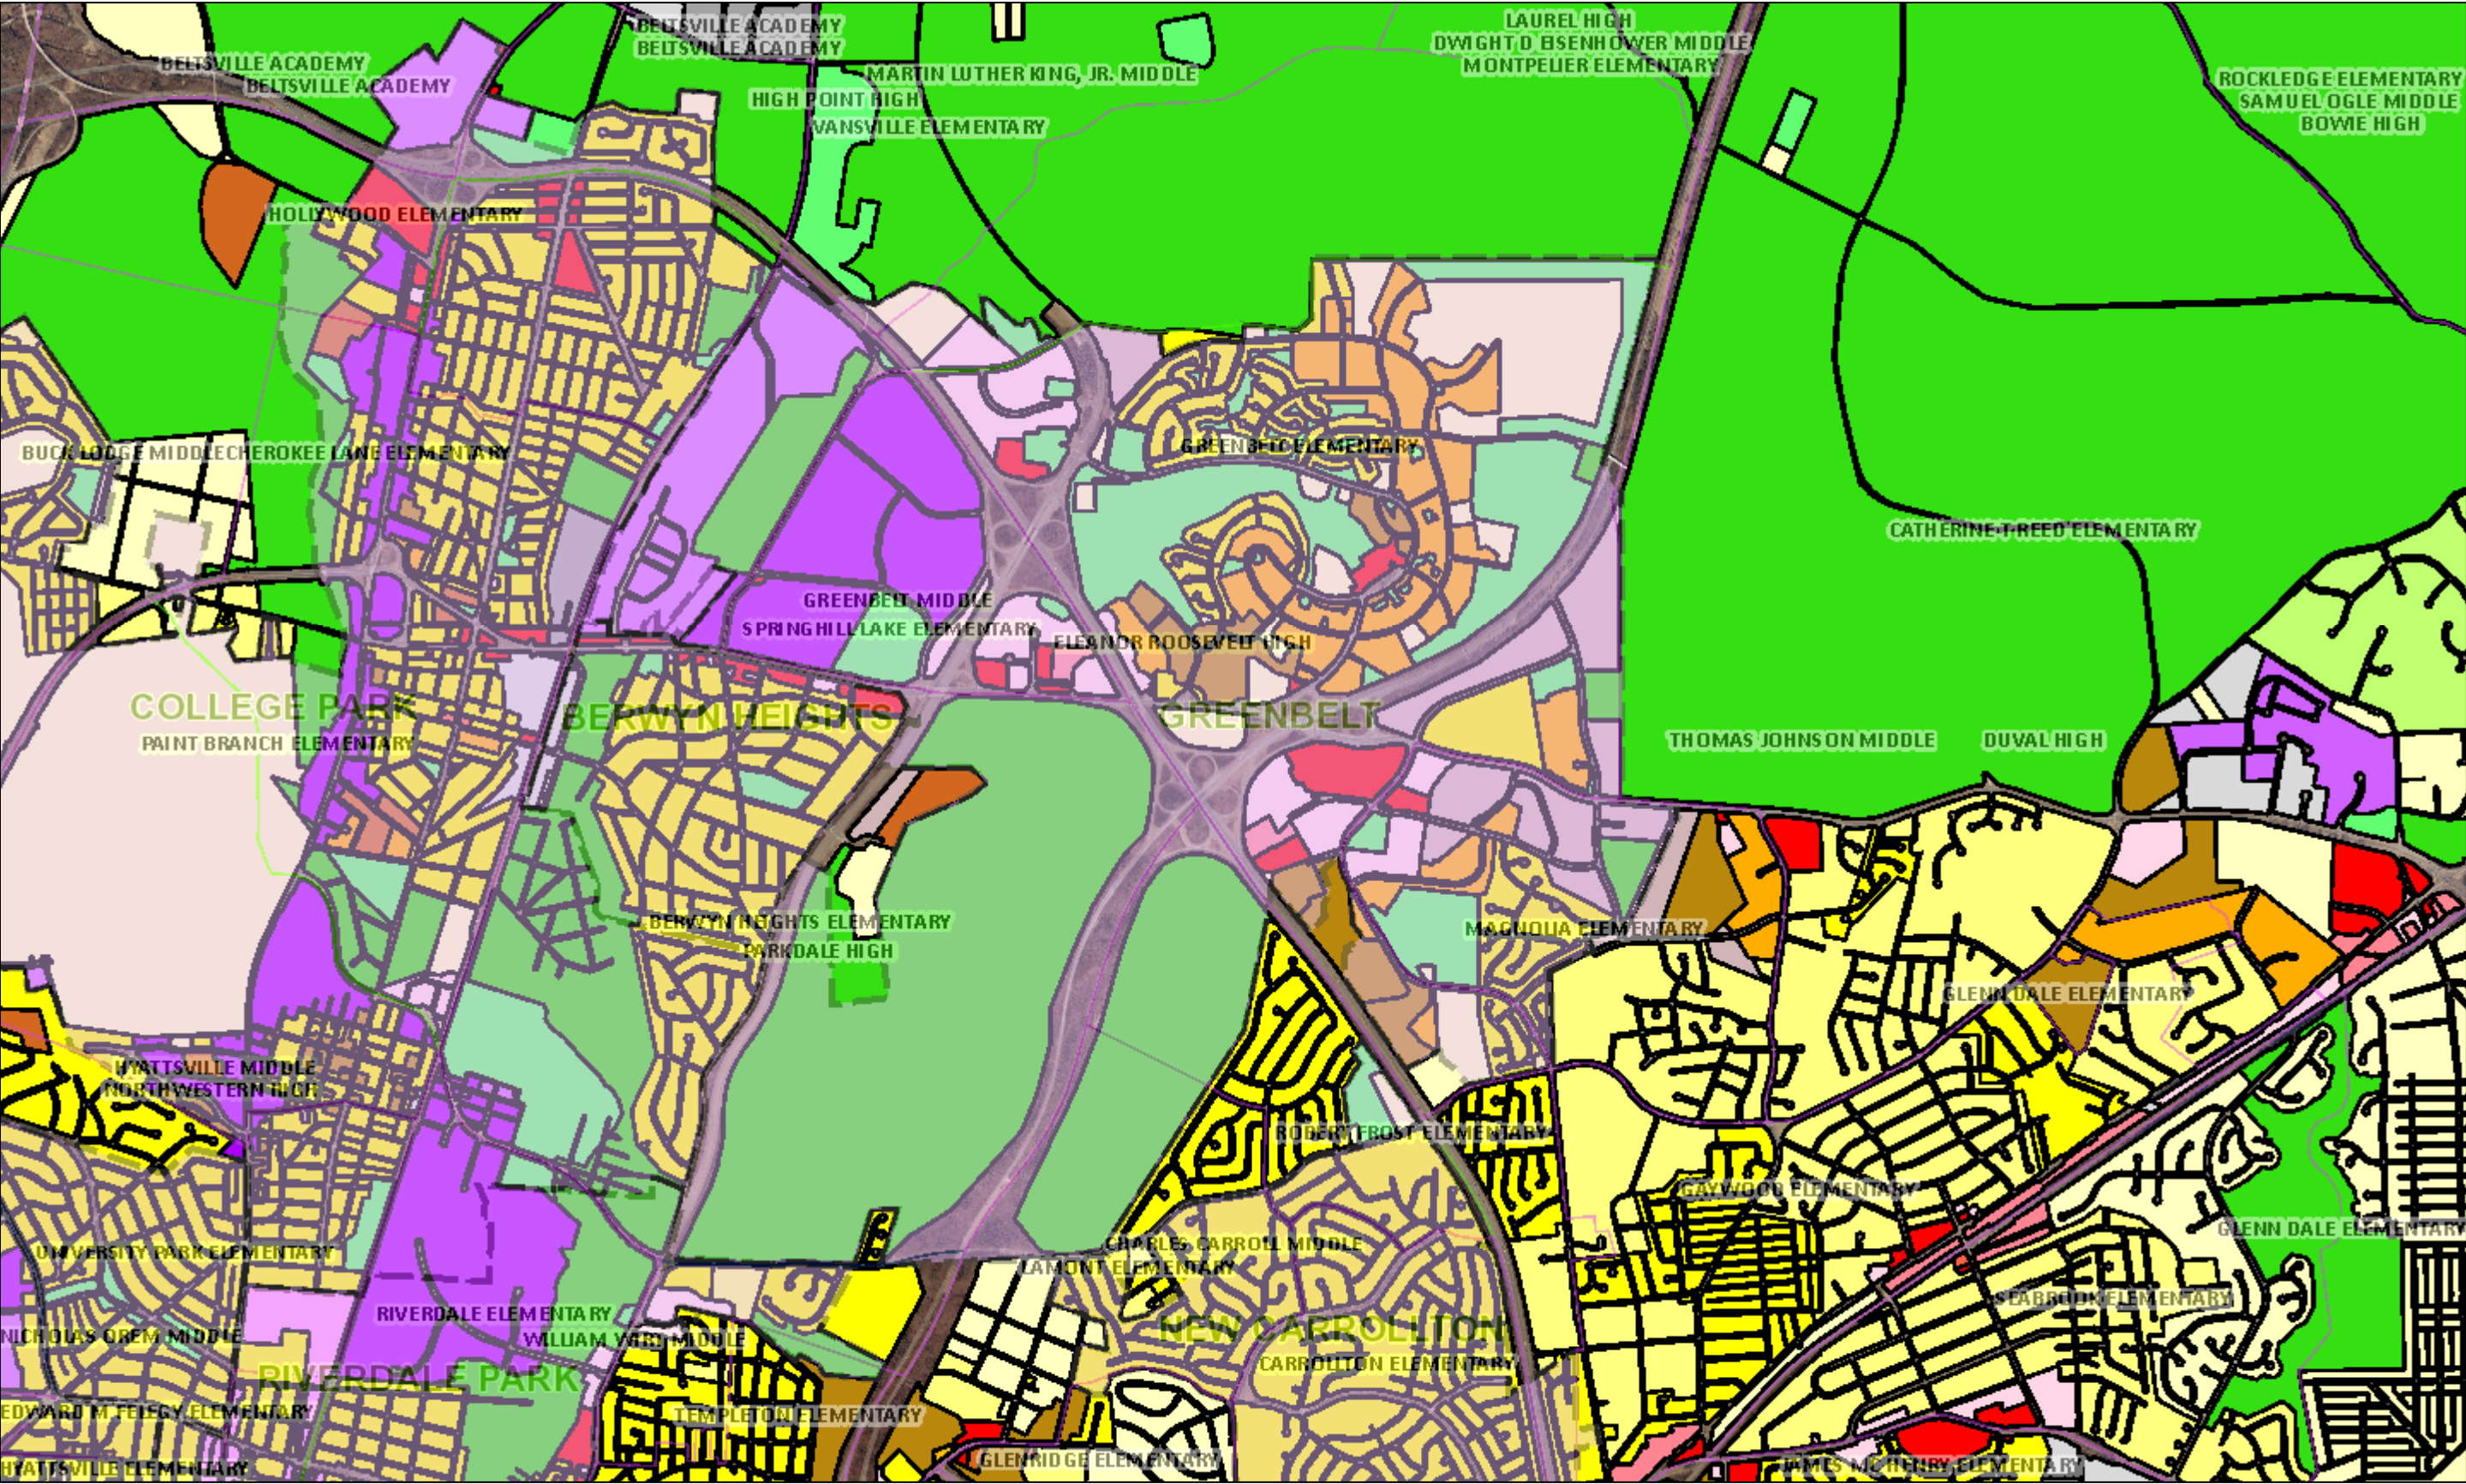 BELTSVILLE ACADEMY
BELTSVILLE ACADEMY
BELTSVILLE ACADEMY
BELTSVILLE ACADEMY
LAUREL HIGH
DWIGHT D EISENHOWER MIDDLE
MONTPELIER ELEMENTARY
MARTIN LUTHER KING, JR. MIDDLE
HIGH POINT HIGH
VANSVILLE ELEMENTARY
ROCKLEDGE ELEMENTARY
SAMUEL OGLE MIDDLE
BOWIE HIGH
HOLLYWOOD ELEMENTARY
BUCK LODGE MIDDLE
CHEROKEE LANE ELEMENTARY
GREENBELT ELEMENTARY
CATHERINE T REED ELEMENTARY
GREENBELT MIDDLE
SPRINGHILL LAKE ELEMENTARY
ELEANOR ROOSEVELT HIGH
COLLEGE PARK
BERWYN HEIGHTS
GREENBELT
PAINT BRANCH ELEMENTARY
THOMAS JOHNSON MIDDLE
DUVAL HIGH
BERWYN HEIGHTS ELEMENTARY
PARKDALE HIGH
MAGNOLIA ELEMENTARY
GLENN DALE ELEMENTARY
HYATTSVILLE MIDDLE
NORTHWESTERN HIGH
ROBERT FROST ELEMENTARY
GAYWOOD ELEMENTARY
GLENN DALE ELEMENTARY
UNIVERSITY PARK ELEMENTARY
CHARLES CARROLL MIDDLE
LAMONT ELEMENTARY
SEABROOK ELEMENTARY
RIVERDALE ELEMENTARY
WILLIAM WIRT MIDDLE
NICHOLAS OREM MIDDLE
NEW CARROLLTON
CARROLLTON ELEMENTARY
RIVERDALE PARK
EDWARD M FELEGY ELEMENTARY
TEMPLETON ELEMENTARY
GLENRIDGE ELEMENTARY
HYATTSVILLE ELEMENTARY
JAMES MCHENRY ELEMENTARY